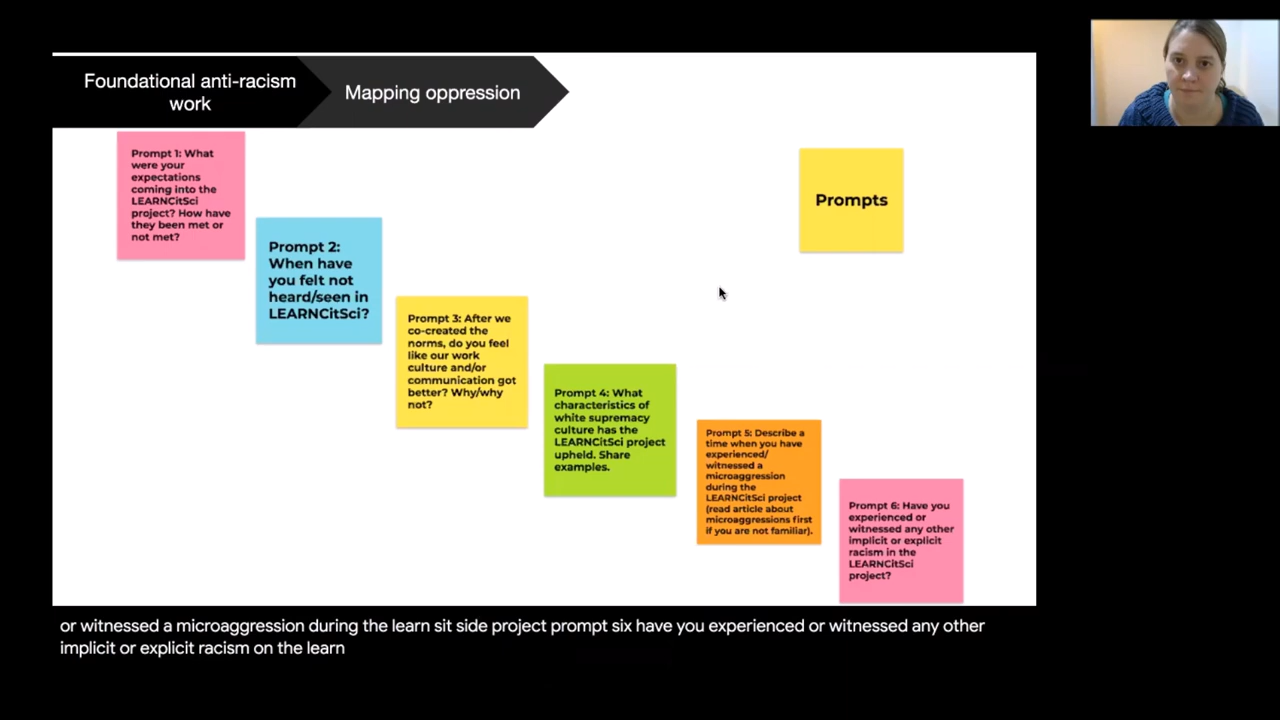 Foundational anti-racism
work
Mapping oppression
Prompt 1: What
were your
expectations
coming into the
LEARNCitSci
project? How have
they been met or
not met?
Prompt 2:
When have
you felt not
heard/seen in
LEARNCitSci?
Prompt 3: After we
co-created the
norms, do you feel
like our work
culture and/or
communication got
better? Why/why
not?
Prompt 4: What
characteristics of
white supremacy
culture has the
LEARNCitSci project
upheld. Share
examples.
Prompt 5: Describe a
time when you have
experienced/
witnessed a
microaggression
during the
LEARNCitSci project
(read article about
microaggressions first
if you are not familiar).
Prompt 6: Have you
experienced or
witnessed any other
implicit or explicit
racism in the
LEARNCitSci
project?
Prompts
or witnessed a microaggression during the learn sit side project prompt six have you experienced or witnessed any other
implicit or explicit racism on the learn